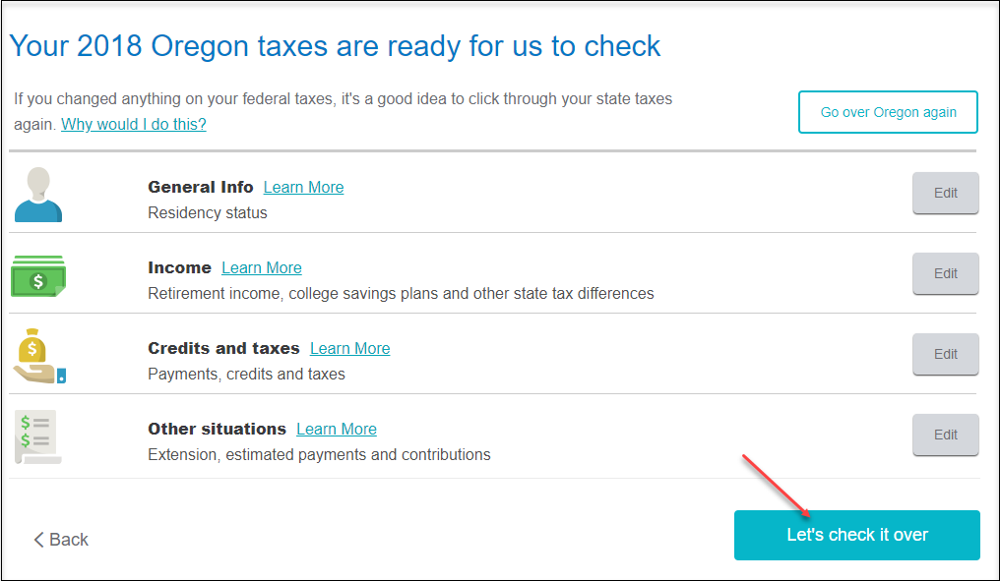 Your 2018 Oregon taxes are ready for us to check
If you changed anything on your federal taxes, it's a good idea to click through your state taxes
again. Why would I do this?
Go over Oregon again
General Info Learn More
Residency status
Edit
$
Income Learn More
Retirement income, college savings plans and other state tax differences
Edit
$
Credits and taxes Learn More
Payments, credits and taxes
Edit
$
$
Other situations Learn More
Extension, estimated payments and contributions
Edit
Back
Let's check it over